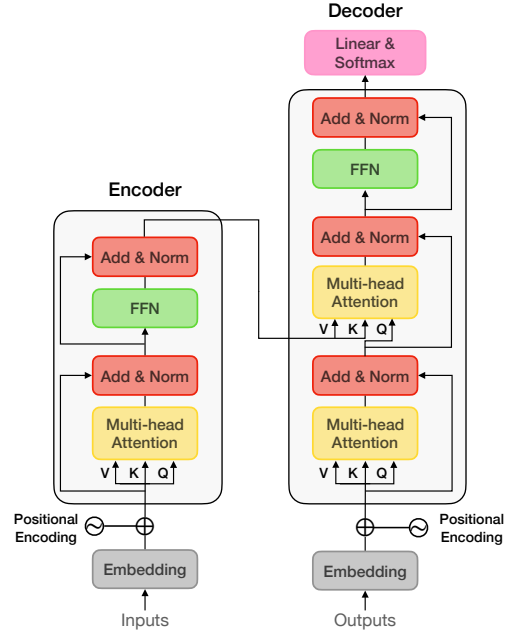 Decoder
Linear &
Softmax
Add & Norm
FFN
Add & Norm
Multi-head
Attention
V K Q
Add & Norm
Multi-head
Attention
V K Q
Positional
Encoding
Embedding
Outputs
Encoder
Add & Norm
FFN
Add & Norm
Multi-head
Attention
V K Q
Positional
Encoding
Embedding
Inputs